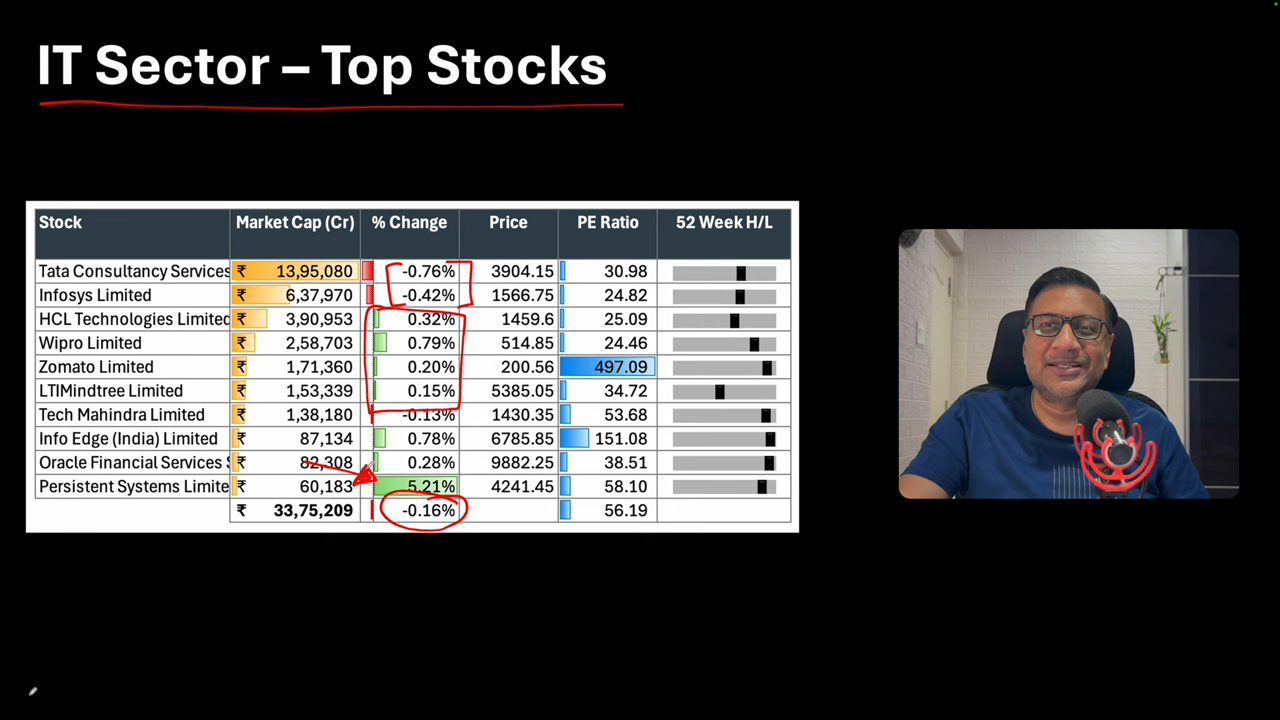 IT Sector – Top Stocks
Stock Market Cap (Cr) % Change Price PE Ratio 52 Week H/L
Tata Consultancy Services ₹ 13,95,080 -0.76% 3904.15 30.98
Infosys Limited ₹ 6,37,970 -0.42% 1566.75 24.82
HCL Technologies Limited ₹ 3,90,953 0.32% 1459.6 25.09
Wipro Limited ₹ 2,58,703 0.79% 514.85 24.46
Zomato Limited ₹ 1,71,360 0.20% 200.56 497.09
LTIMindtree Limited ₹ 1,53,339 0.15% 5385.05 34.72
Tech Mahindra Limited ₹ 1,38,180 -0.13% 1430.35 53.68
Info Edge (India) Limited ₹ 87,134 0.78% 6785.85 151.08
Oracle Financial Services S ₹ 82,308 0.28% 9882.25 38.51
Persistent Systems Limite ₹ 60,183 5.21% 4241.45 58.10
₹ 33,75,209 -0.16% 56.19